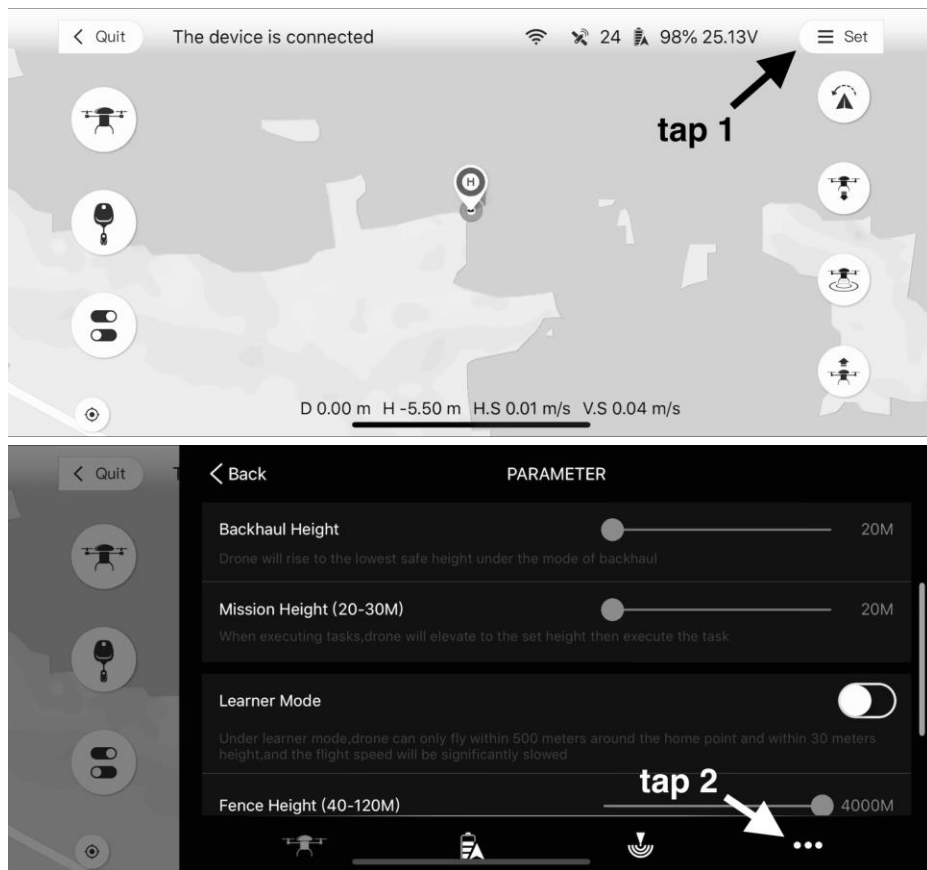 Quit
The device is connected
24
98% 25.13V
Set
tap 1
H
D 0.00 m H -5.50 m H.S 0.01 m/s V.S 0.04 m/s
Quit
T
Back
PARAMETER
Backhaul Height
20M
Drone will rise to the lowest safe height under the mode of backhaul
Mission Height (20-30M)
20M
When executing tasks,drone will elevate to the set height then execute the task
Learner Mode
Under learner mode,drone can only fly within 500 meters around the home point and within 30 meters
height,and the flight speed will be significantly slowed
tap 2
Fence Height (40-120M)
4000M